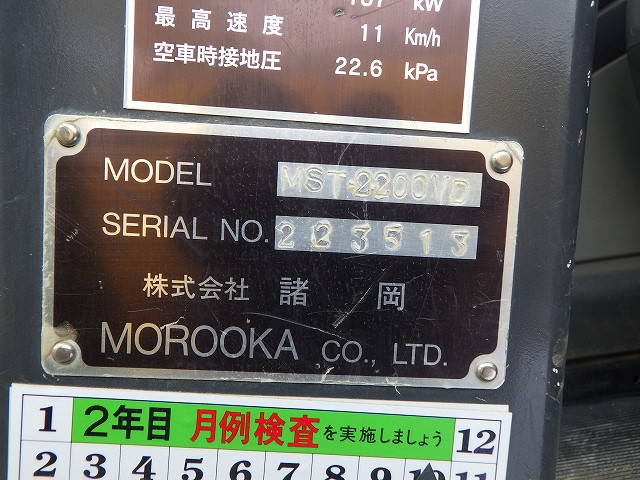 kW
最高速度 11 Km/h
空車時接地圧 22.6 kPa
MODEL MST-2200VD
SERIAL NO. 223513
株式会社 諸岡
MOROOKA CO., LTD.
1 2年目 月例検査を実施しましょう 12
2 3 4 5 6 7 8 9 10 11